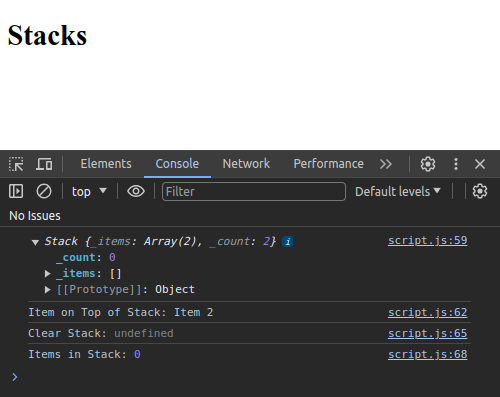 Stacks
Elements Console Network Performance
top Filter Default levels
No Issues
Stack {_items: Array(2), _count: 2} i script.js:59
_count: 0
_items: []
[[Prototype]]: Object
Item on Top of Stack: Item 2 script.js:62
Clear Stack: undefined script.js:65
Items in Stack: 0 script.js:68